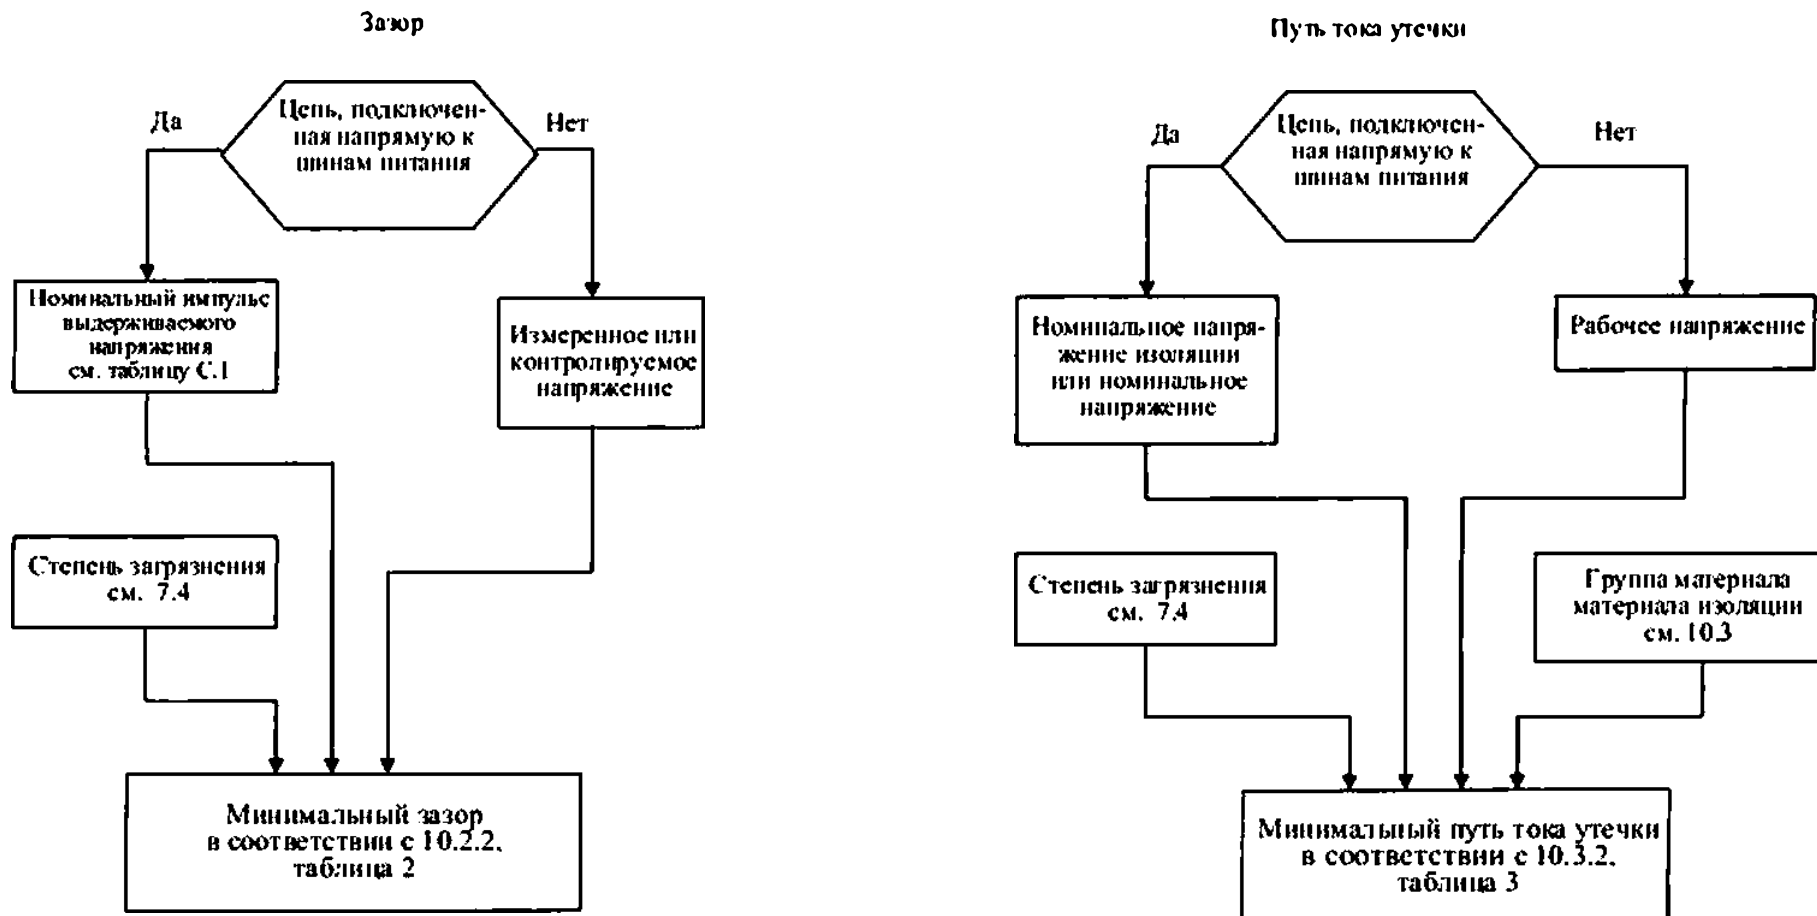 Зазор
Да
Цепь, подключен-
ная напрямую к
шинам питания
Нет
Номинальный импульс
выдерживаемого
напряжения
см. таблицу С.1
Измеренное или
контролируемое
напряжение
Степень загрязнения
см. 7.4
Минимальный зазор
в соответствии с 10.2.2,
таблица 2
Путь тока утечки
Да
Цепь, подключен-
ная напрямую к
шинам питания
Нет
Номинальное напря-
жение изоляции
или номинальное
напряжение
Рабочее напряжение
Степень загрязнения
см. 7.4
Группа материала
материала изоляции
см. 10.3
Минимальный путь тока утечки
в соответствии с 10.3.2,
таблица 3